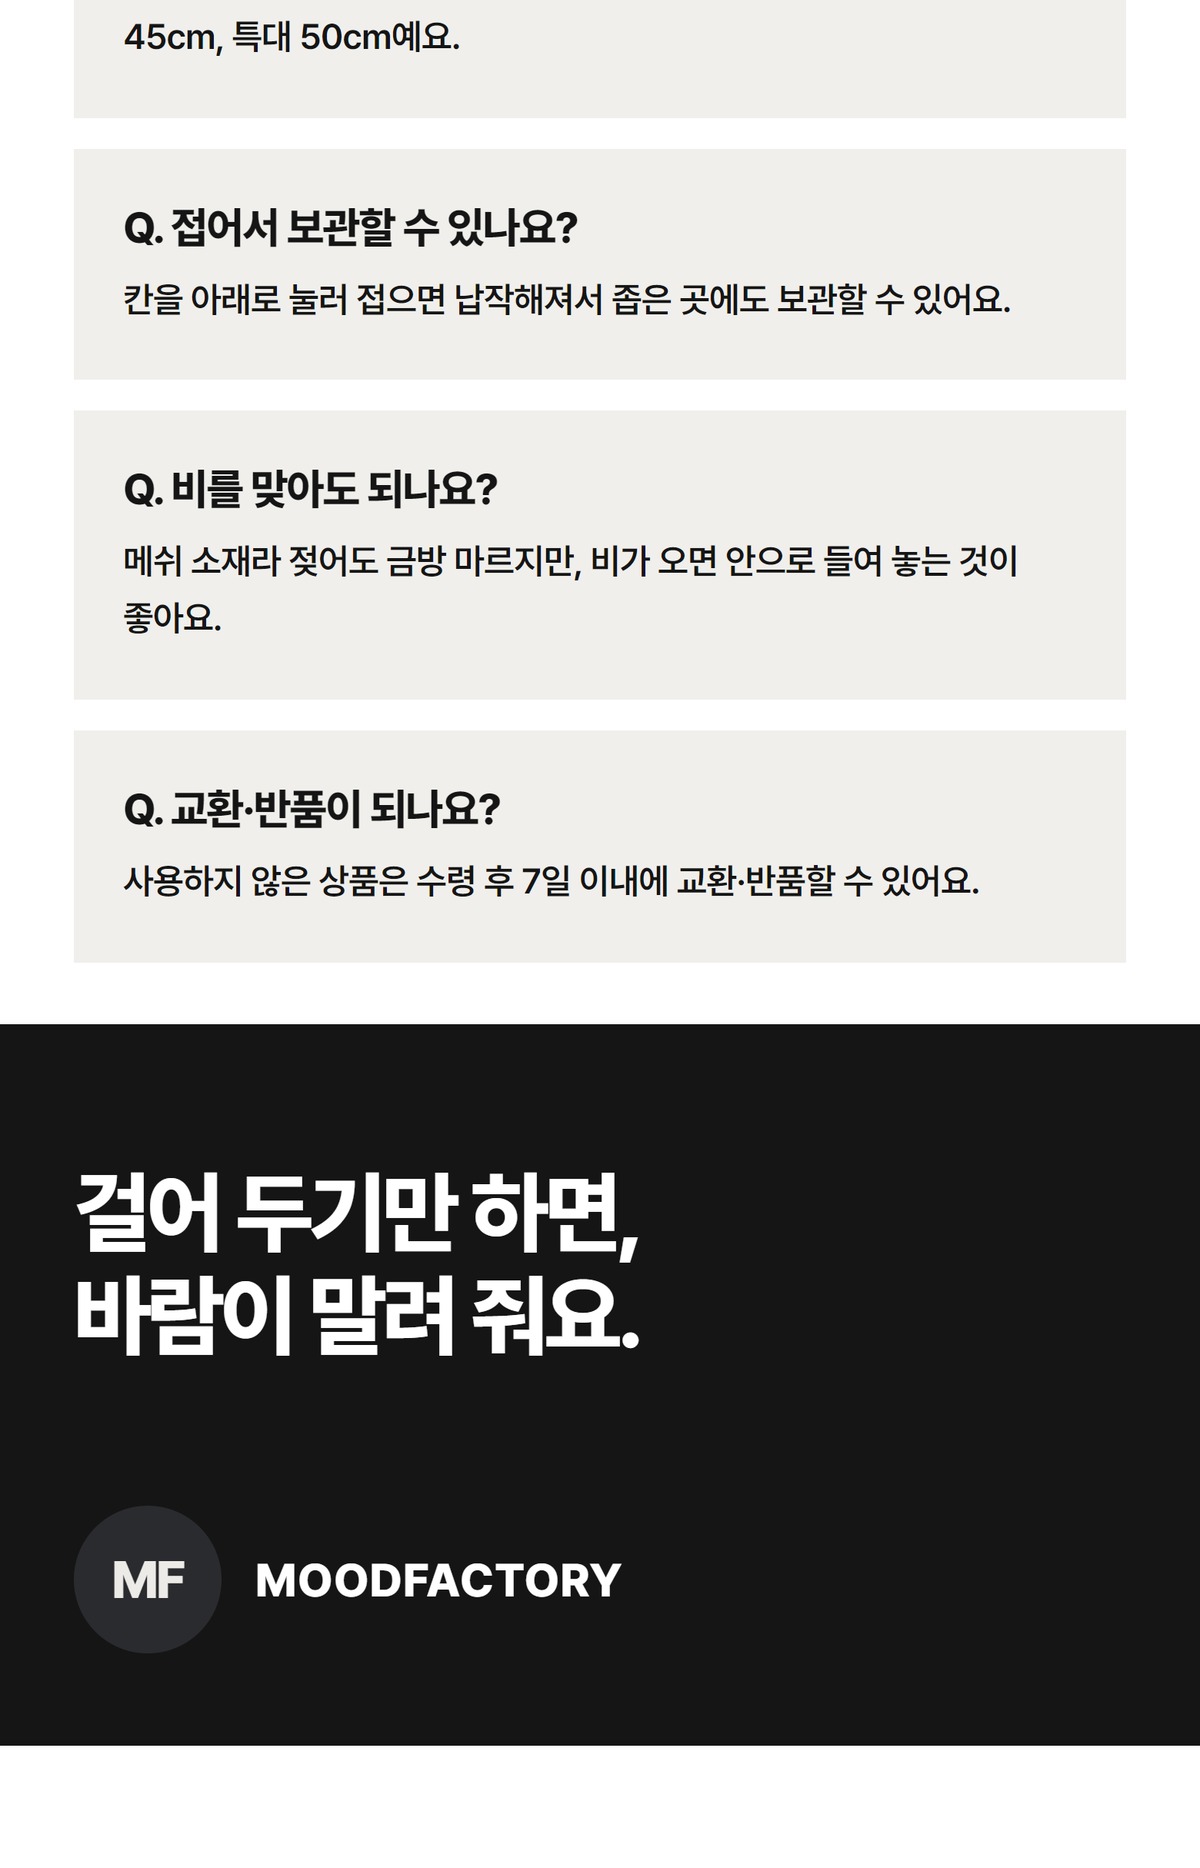 45cm, 특대 50cm예요.
Q. 접어서 보관할 수 있나요?
칸을 아래로 눌러 접으면 납작해져서 좁은 곳에도 보관할 수 있어요.
Q. 비를 맞아도 되나요?
메쉬 소재라 젖어도 금방 마르지만, 비가 오면 안으로 들여 놓는 것이
좋아요.
Q. 교환·반품이 되나요?
사용하지 않은 상품은 수령 후 7일 이내에 교환·반품할 수 있어요.
걸어 두기만 하면,
바람이 말려 줘요.
MF MOODFACTORY